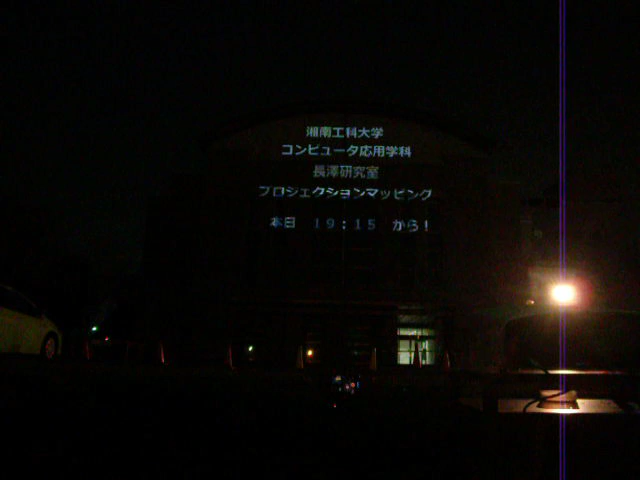 湘南工科大学
コンピュータ応用学科
長澤研究室
プロジェクションマッピング
本日 19:15 から!